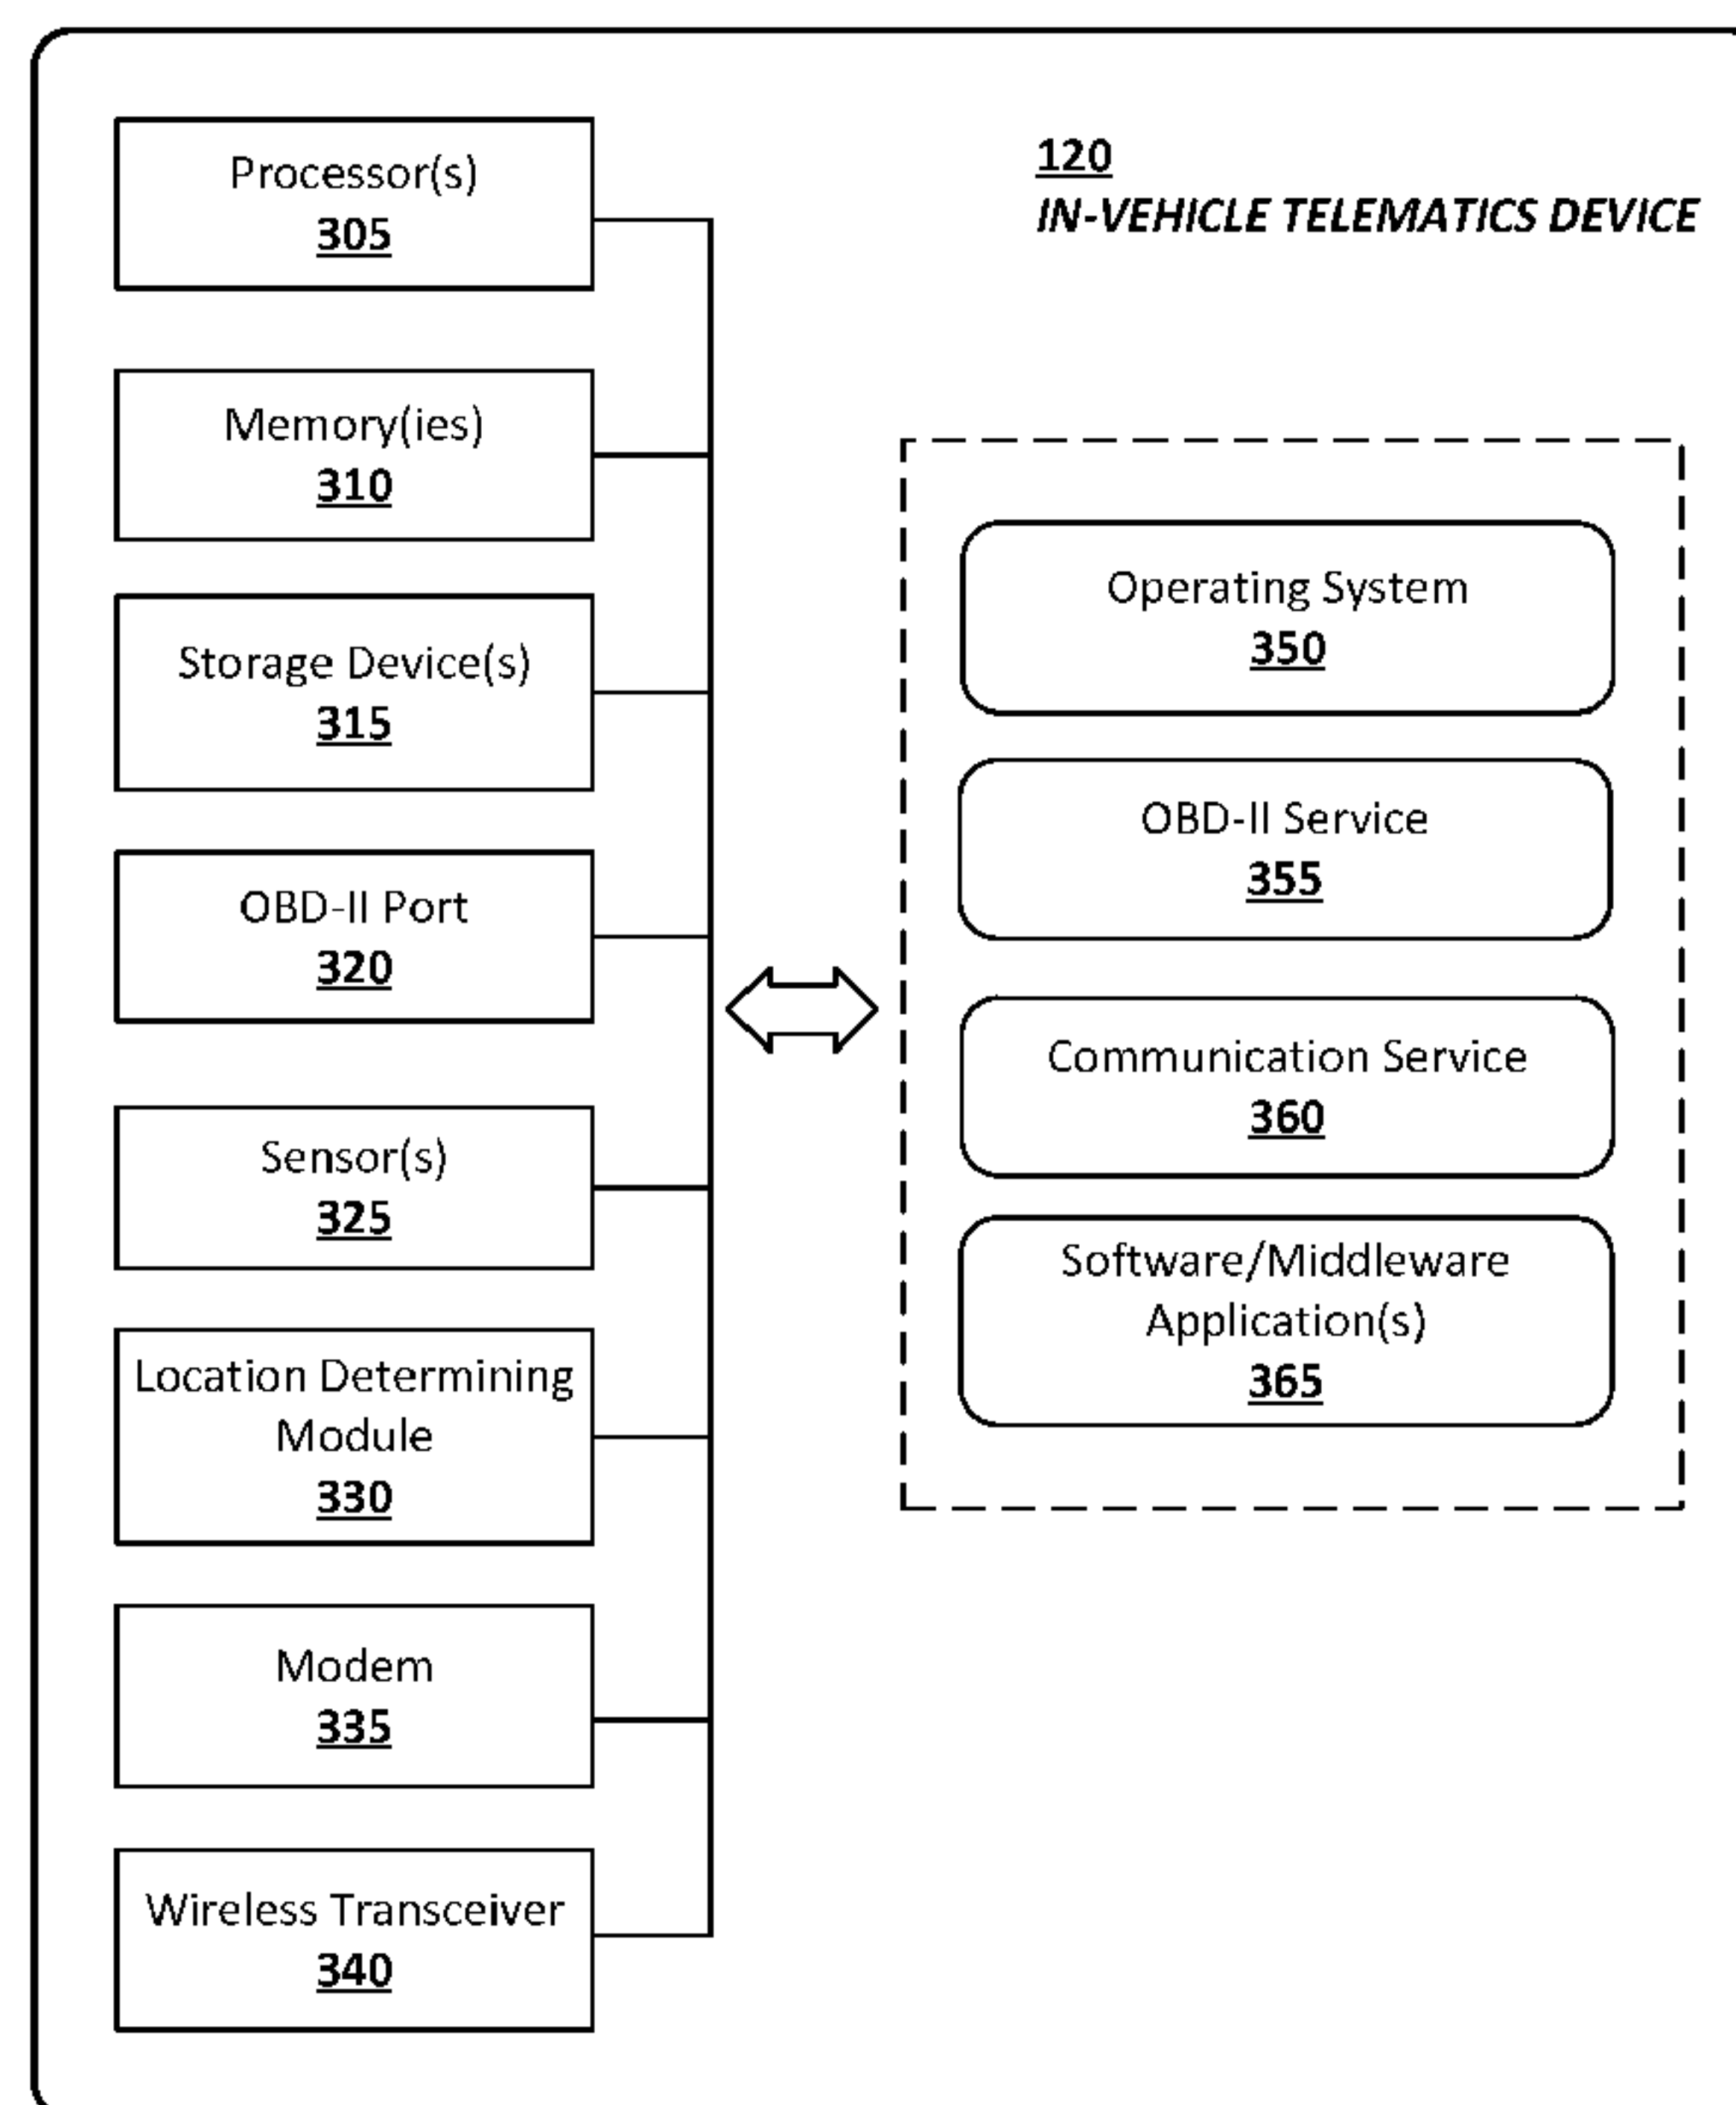 Processor(s)
305
Memory(ies)
310
Storage Device(s)
315
OBD-II Port
320
Sensor(s)
325
Location Determining
Module
330
Modem
335
Wireless Transceiver
340
120
IN-VEHICLE TELEMATICS DEVICE
Operating System
350
OBD-II Service
355
Communication Service
360
Software/Middleware
Application(s)
365